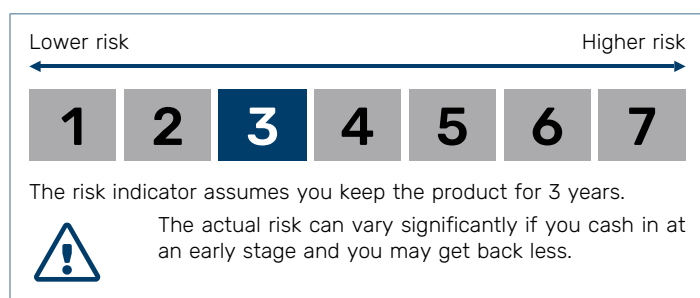 Lower risk Higher risk
1 2 3 4 5 6 7
The risk indicator assumes you keep the product for 3 years.
The actual risk can vary significantly if you cash in at
an early stage and you may get back less.